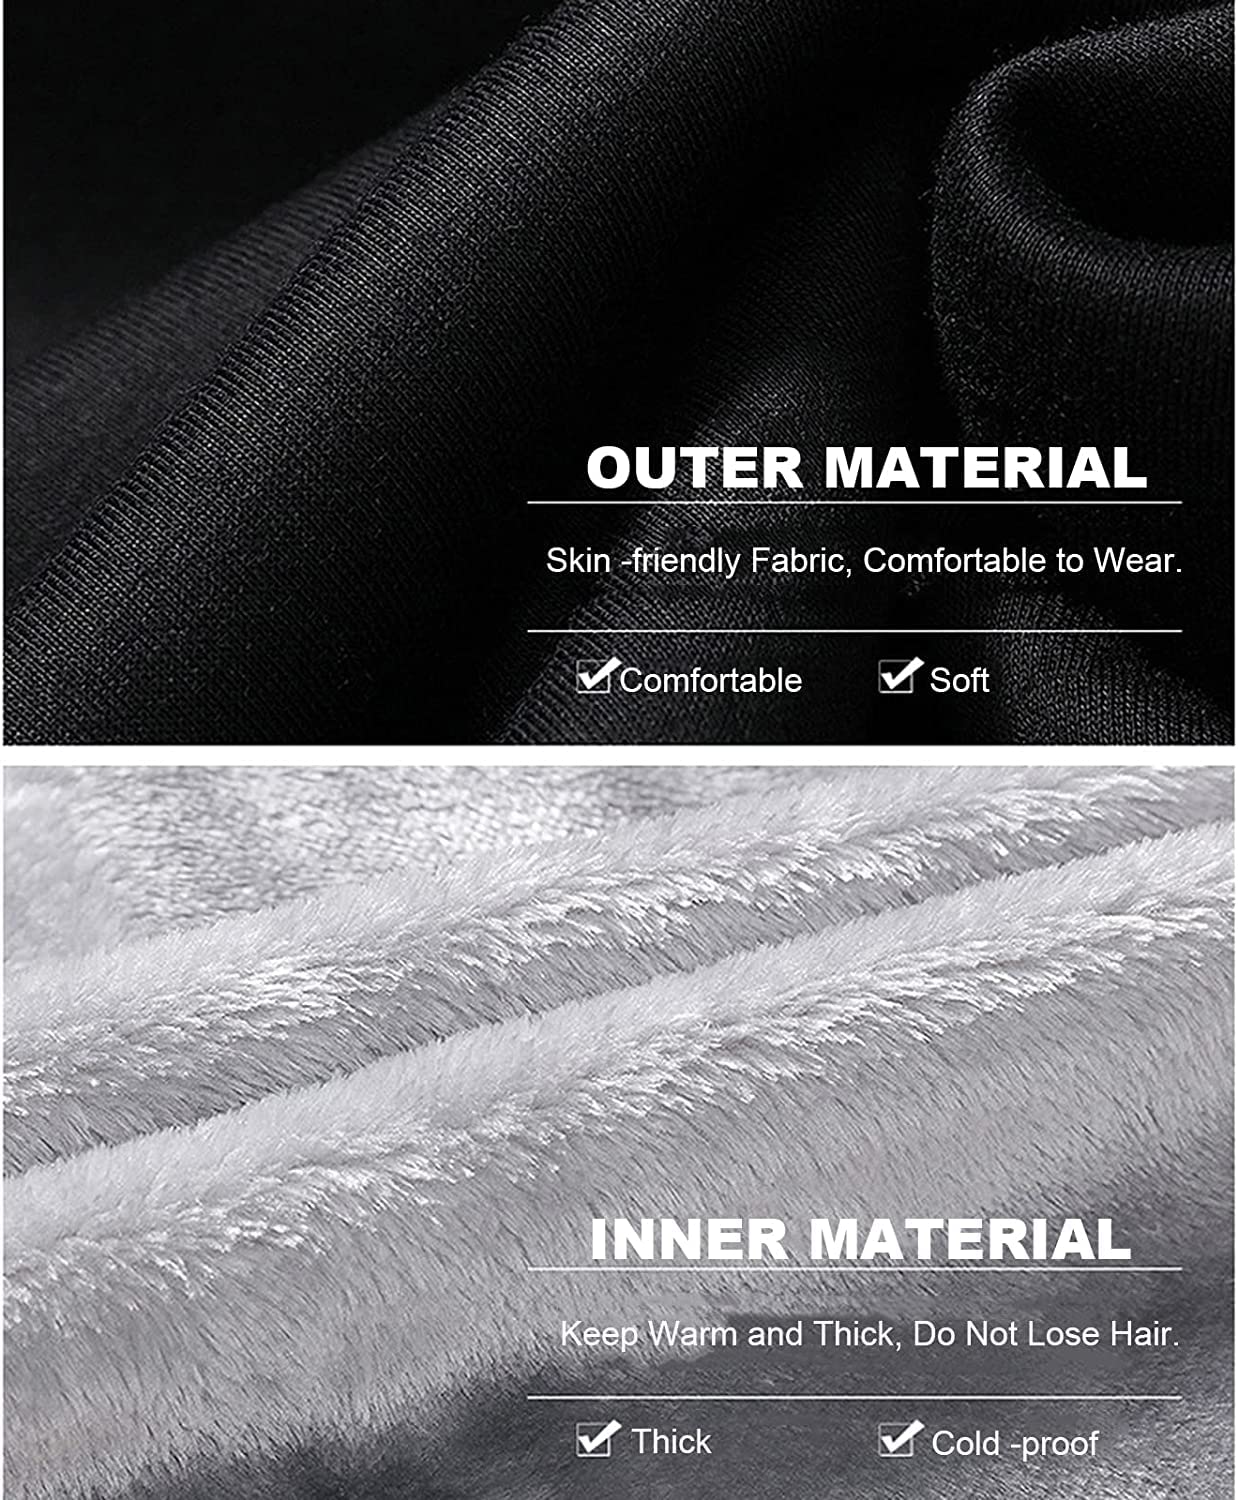 OUTER MATERIAL
Skin -friendly Fabric, Comfortable to Wear.
Comfortable Soft
INNER MATERIAL
Keep Warm and Thick, Do Not Lose Hair.
Thick Cold -proof